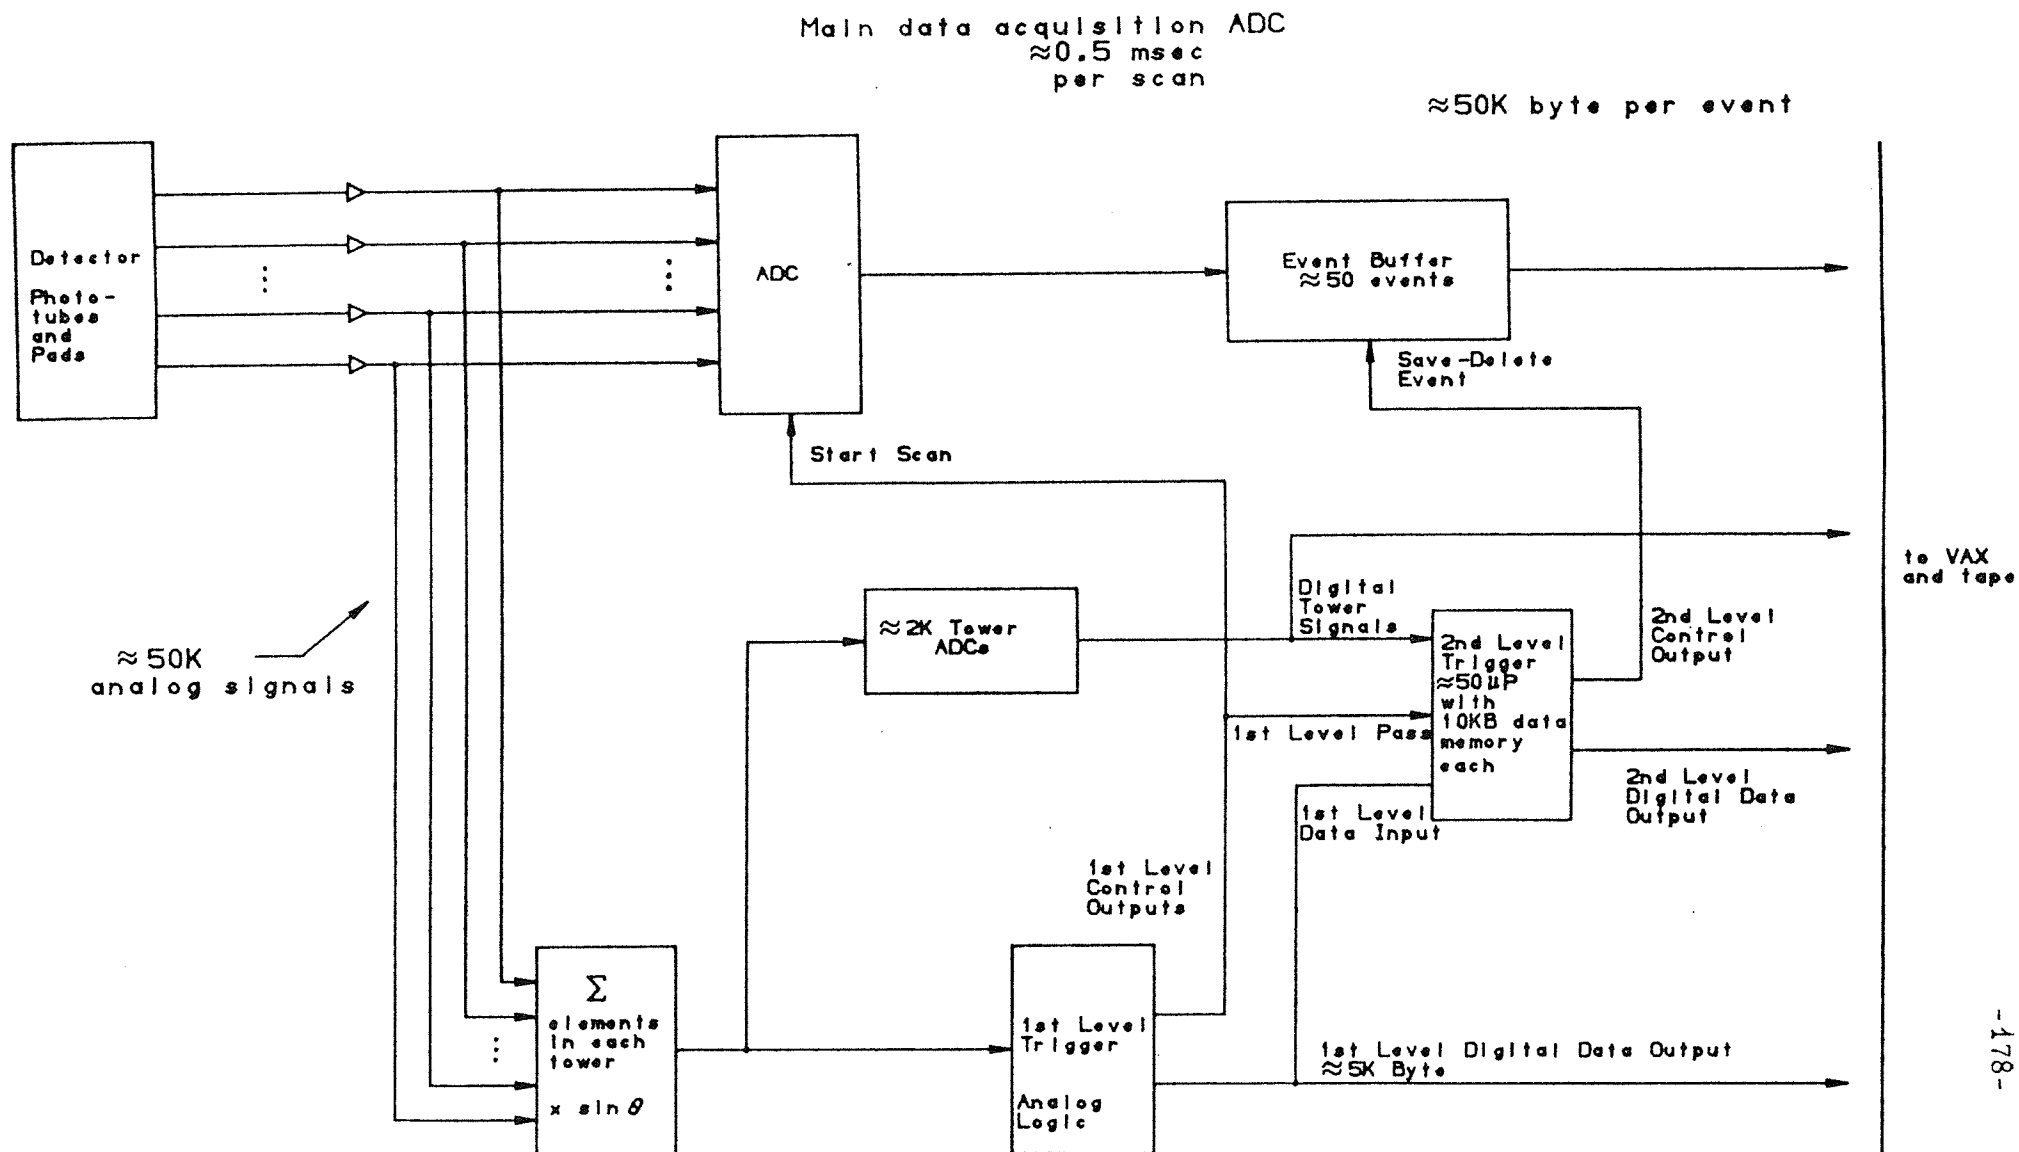 Main data acquisition ADC
≈0.5 msec
per scan
≈50K byte per event
Detector
Photo-
tubes
and
Pads
ADC
Event Buffer
≈50 events
Save-Delete
Event
Start Scan
to VAX
and tape
≈50K
analog signals
≈2K Tower
ADCs
Digital
Tower
Signals
2nd Level
Trigger
≈50µP
with
10KB data
memory
each
2nd Level
Control
Output
1st Level Pass
2nd Level
Digital Data
Output
1st Level
Data Input
1st Level
Control
Outputs
Σ
elements
in each
tower
x sin θ
1st Level
Trigger
Analog
Logic
1st Level Digital Data Output
≈5K Byte
-178-